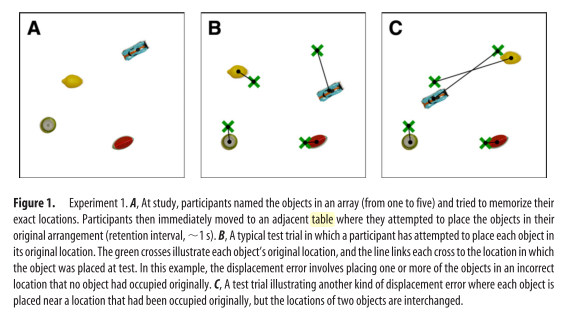 A
B
C
Figure 1. Experiment 1. A, At study, participants named the objects in an array (from one to five) and tried to memorize their
exact locations. Participants then immediately moved to an adjacent table where they attempted to place the objects in their
original arrangement (retention interval, ~1 s). B, A typical test trial in which a participant has attempted to place each object in
its original location. The green crosses illustrate each object's original location, and the line links each cross to the location in which
the object was placed at test. In this example, the displacement error involves placing one or more of the objects in an incorrect
location that no object had occupied originally. C, A test trial illustrating another kind of displacement error where each object is
placed near a location that had been occupied originally, but the locations of two objects are interchanged.